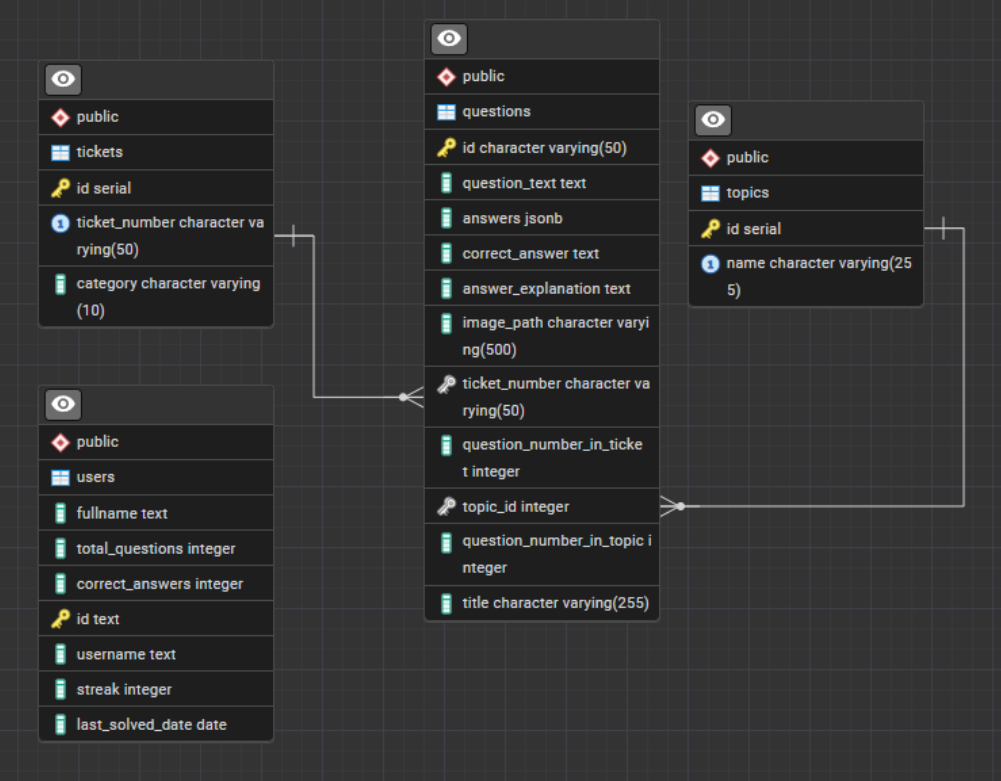 public
tickets
id serial
ticket_number character va
rying(50)
category character varying
(10)
public
users
fullname text
total_questions integer
correct_answers integer
id text
username text
streak integer
last_solved_date date
public
questions
id character varying(50)
question_text text
answers jsonb
correct_answer text
answer_explanation text
image_path character varyi
ng(500)
ticket_number character va
rying(50)
question_number_in_ticke
t integer
topic_id integer
question_number_in_topic i
nteger
title character varying(255)
public
topics
id serial
1
name character varying(25
5)